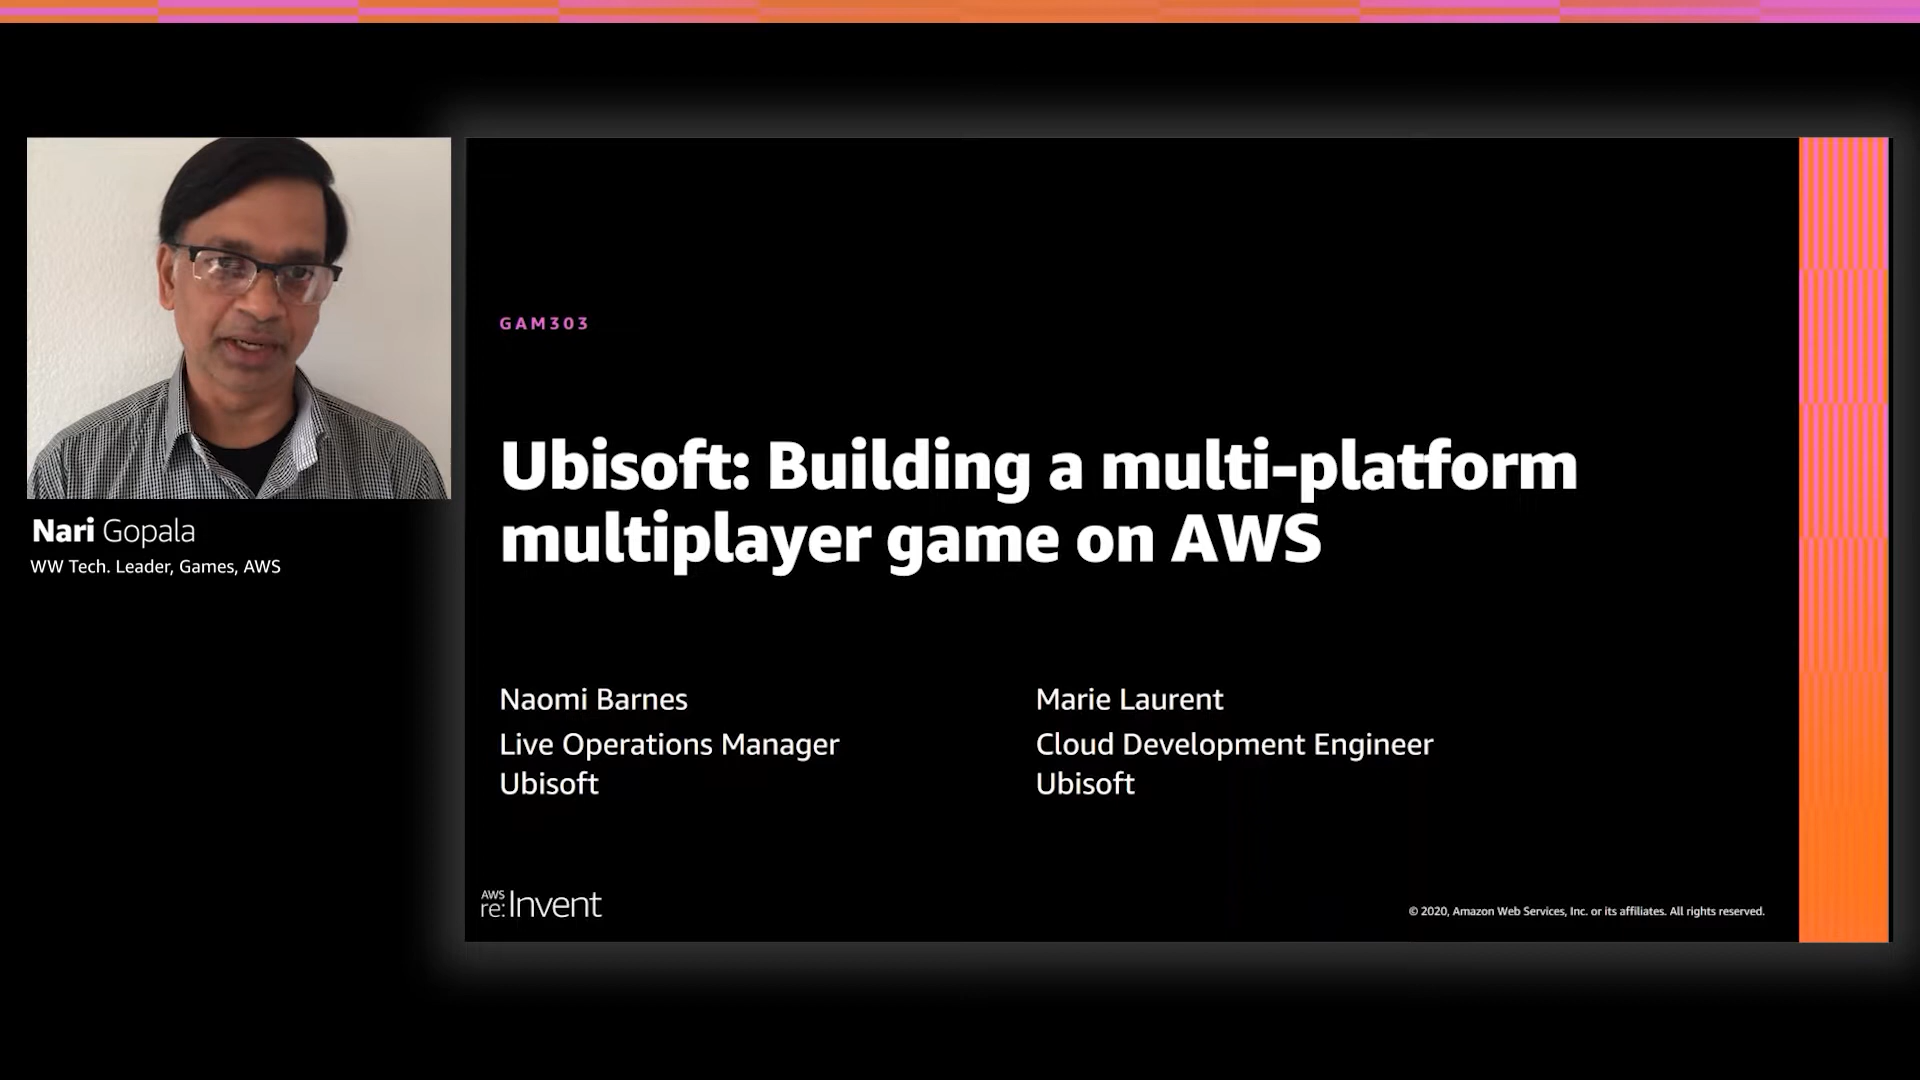 Nari Gopala
WW Tech. Leader, Games, AWS
GAM303
Ubisoft: Building a multi-platform
multiplayer game on AWS
Naomi Barnes
Live Operations Manager
Ubisoft
Marie Laurent
Cloud Development Engineer
Ubisoft
AWS
re:Invent
© 2020, Amazon Web Services, Inc. or its affiliates. All rights reserved.